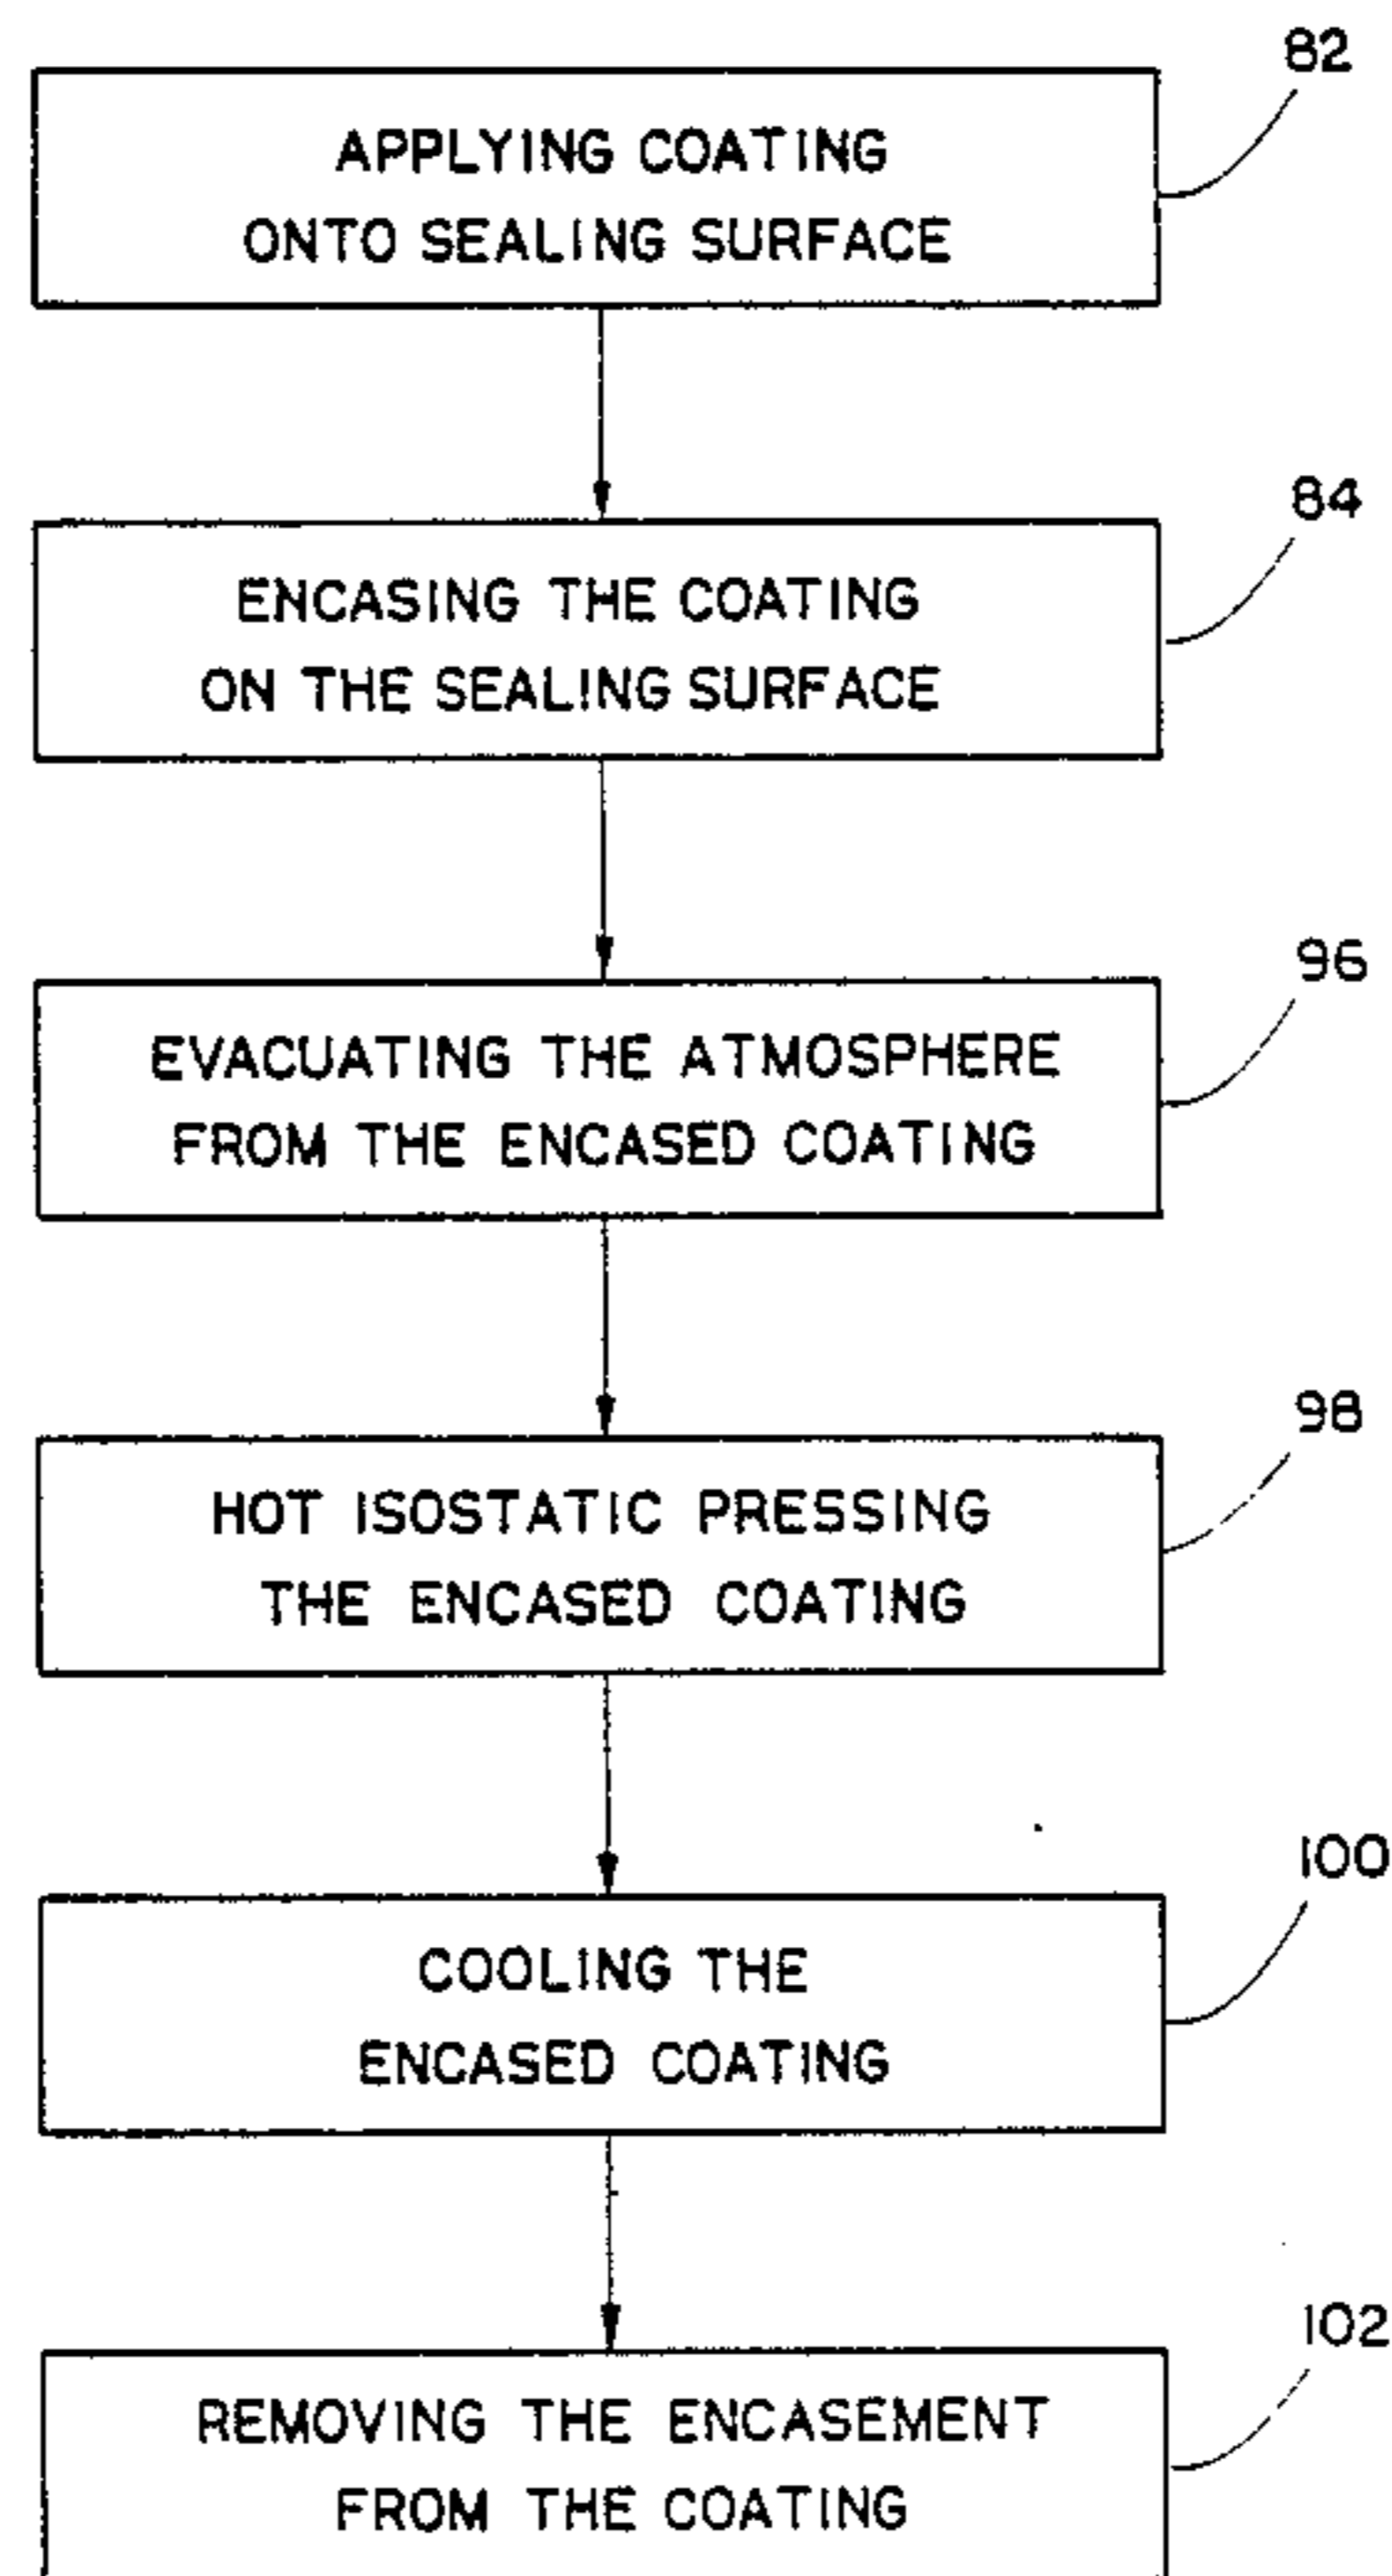 82
APPLYING COATING
ONTO SEALING SURFACE
84
ENCASING THE COATING
ON THE SEALING SURFACE
96
EVACUATING THE ATMOSPHERE
FROM THE ENCASED COATING
98
HOT ISOSTATIC PRESSING
THE ENCASED COATING
100
COOLING THE
ENCASED COATING
102
REMOVING THE ENCASEMENT
FROM THE COATING